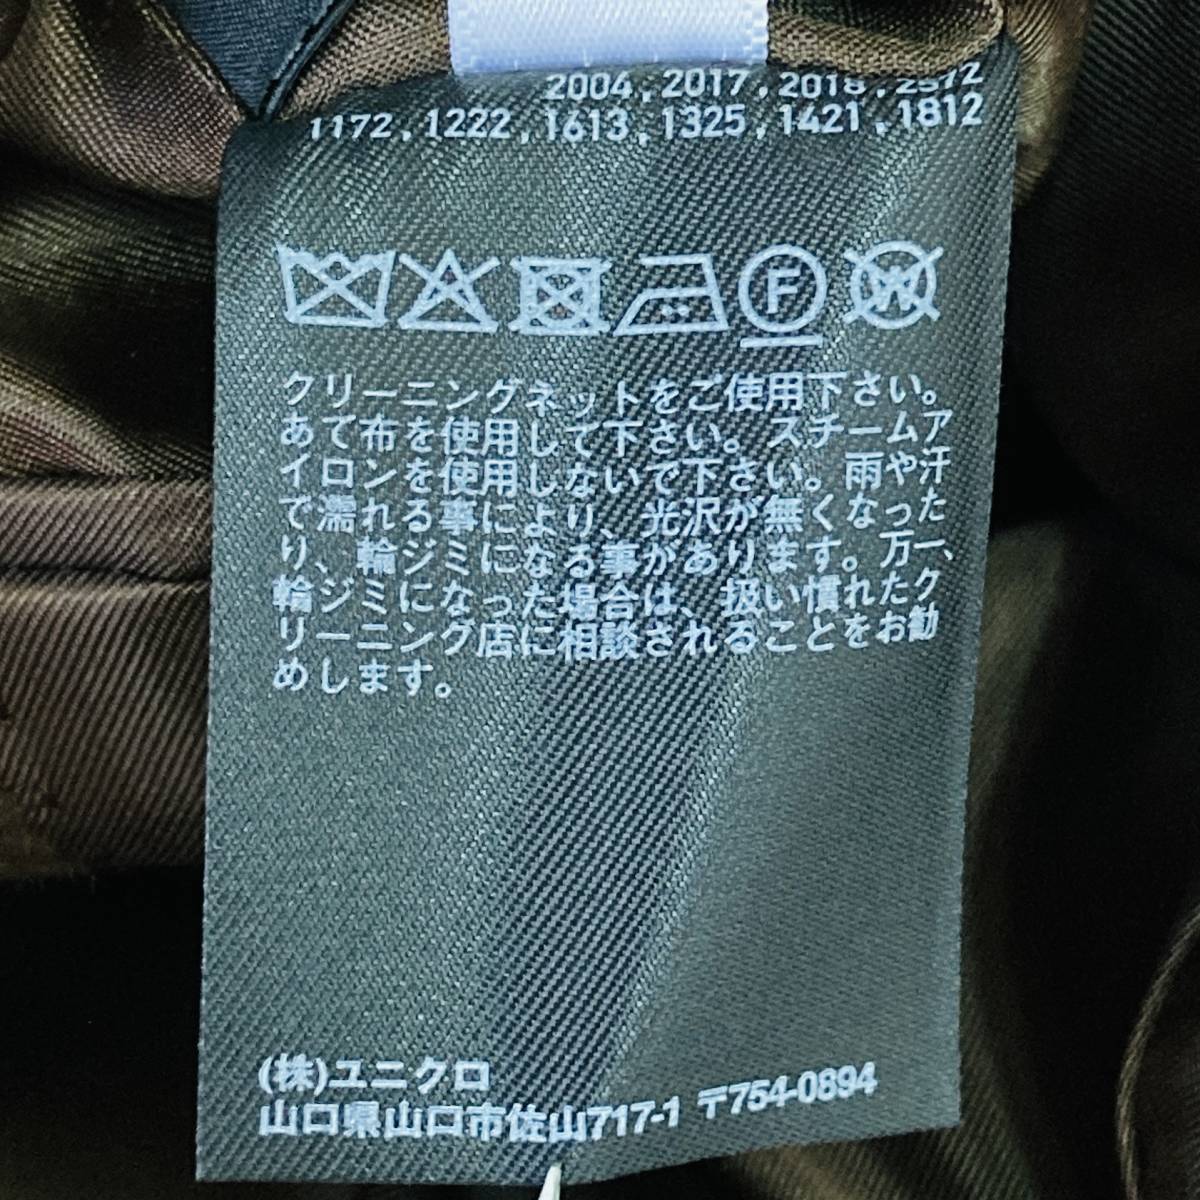 2004,2017,2018,2512
1172,1222,1613,1325,1421,1812
F W
クリーニングネットをご使用下さい。
あて布を使用して下さい。スチームア
イロンを使用しないで下さい。雨や汗
で濡れる事により、光沢が無くなった
り、輪ジミになる事があります。万一、
輪ジミになった場合は、扱い慣れたク
リーニング店に相談されることをお勧
めします。
(株)ユニクロ
山口県山口市佐山717-1 〒754-0894